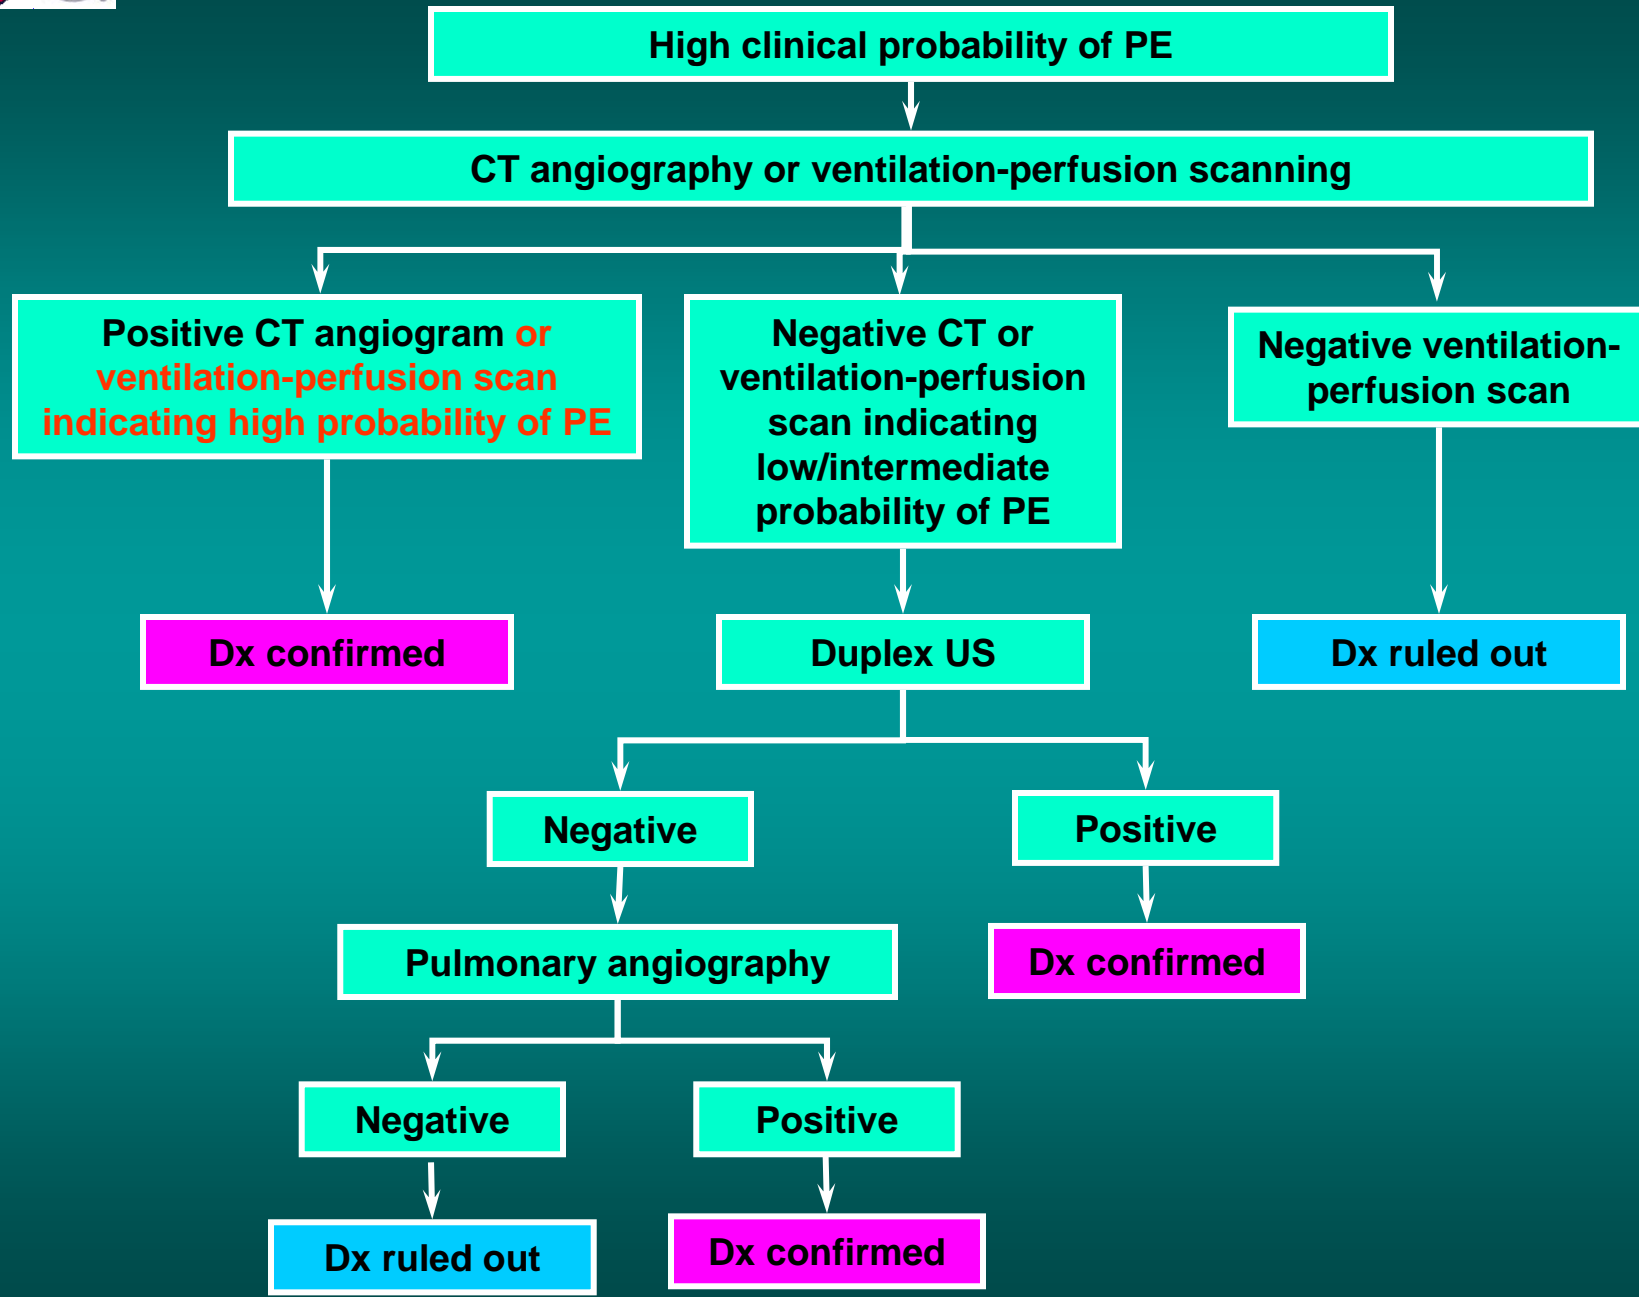 High clinical probability of PE
CT angiography or ventilation-perfusion scanning
Positive CT angiogram or
ventilation-perfusion scan
indicating high probability of PE
Negative CT or
ventilation-perfusion
scan indicating
low/intermediate
probability of PE
Negative ventilation-
perfusion scan
Dx confirmed
Duplex US
Dx ruled out
Negative
Positive
Pulmonary angiography
Dx confirmed
Negative
Positive
Dx ruled out
Dx confirmed